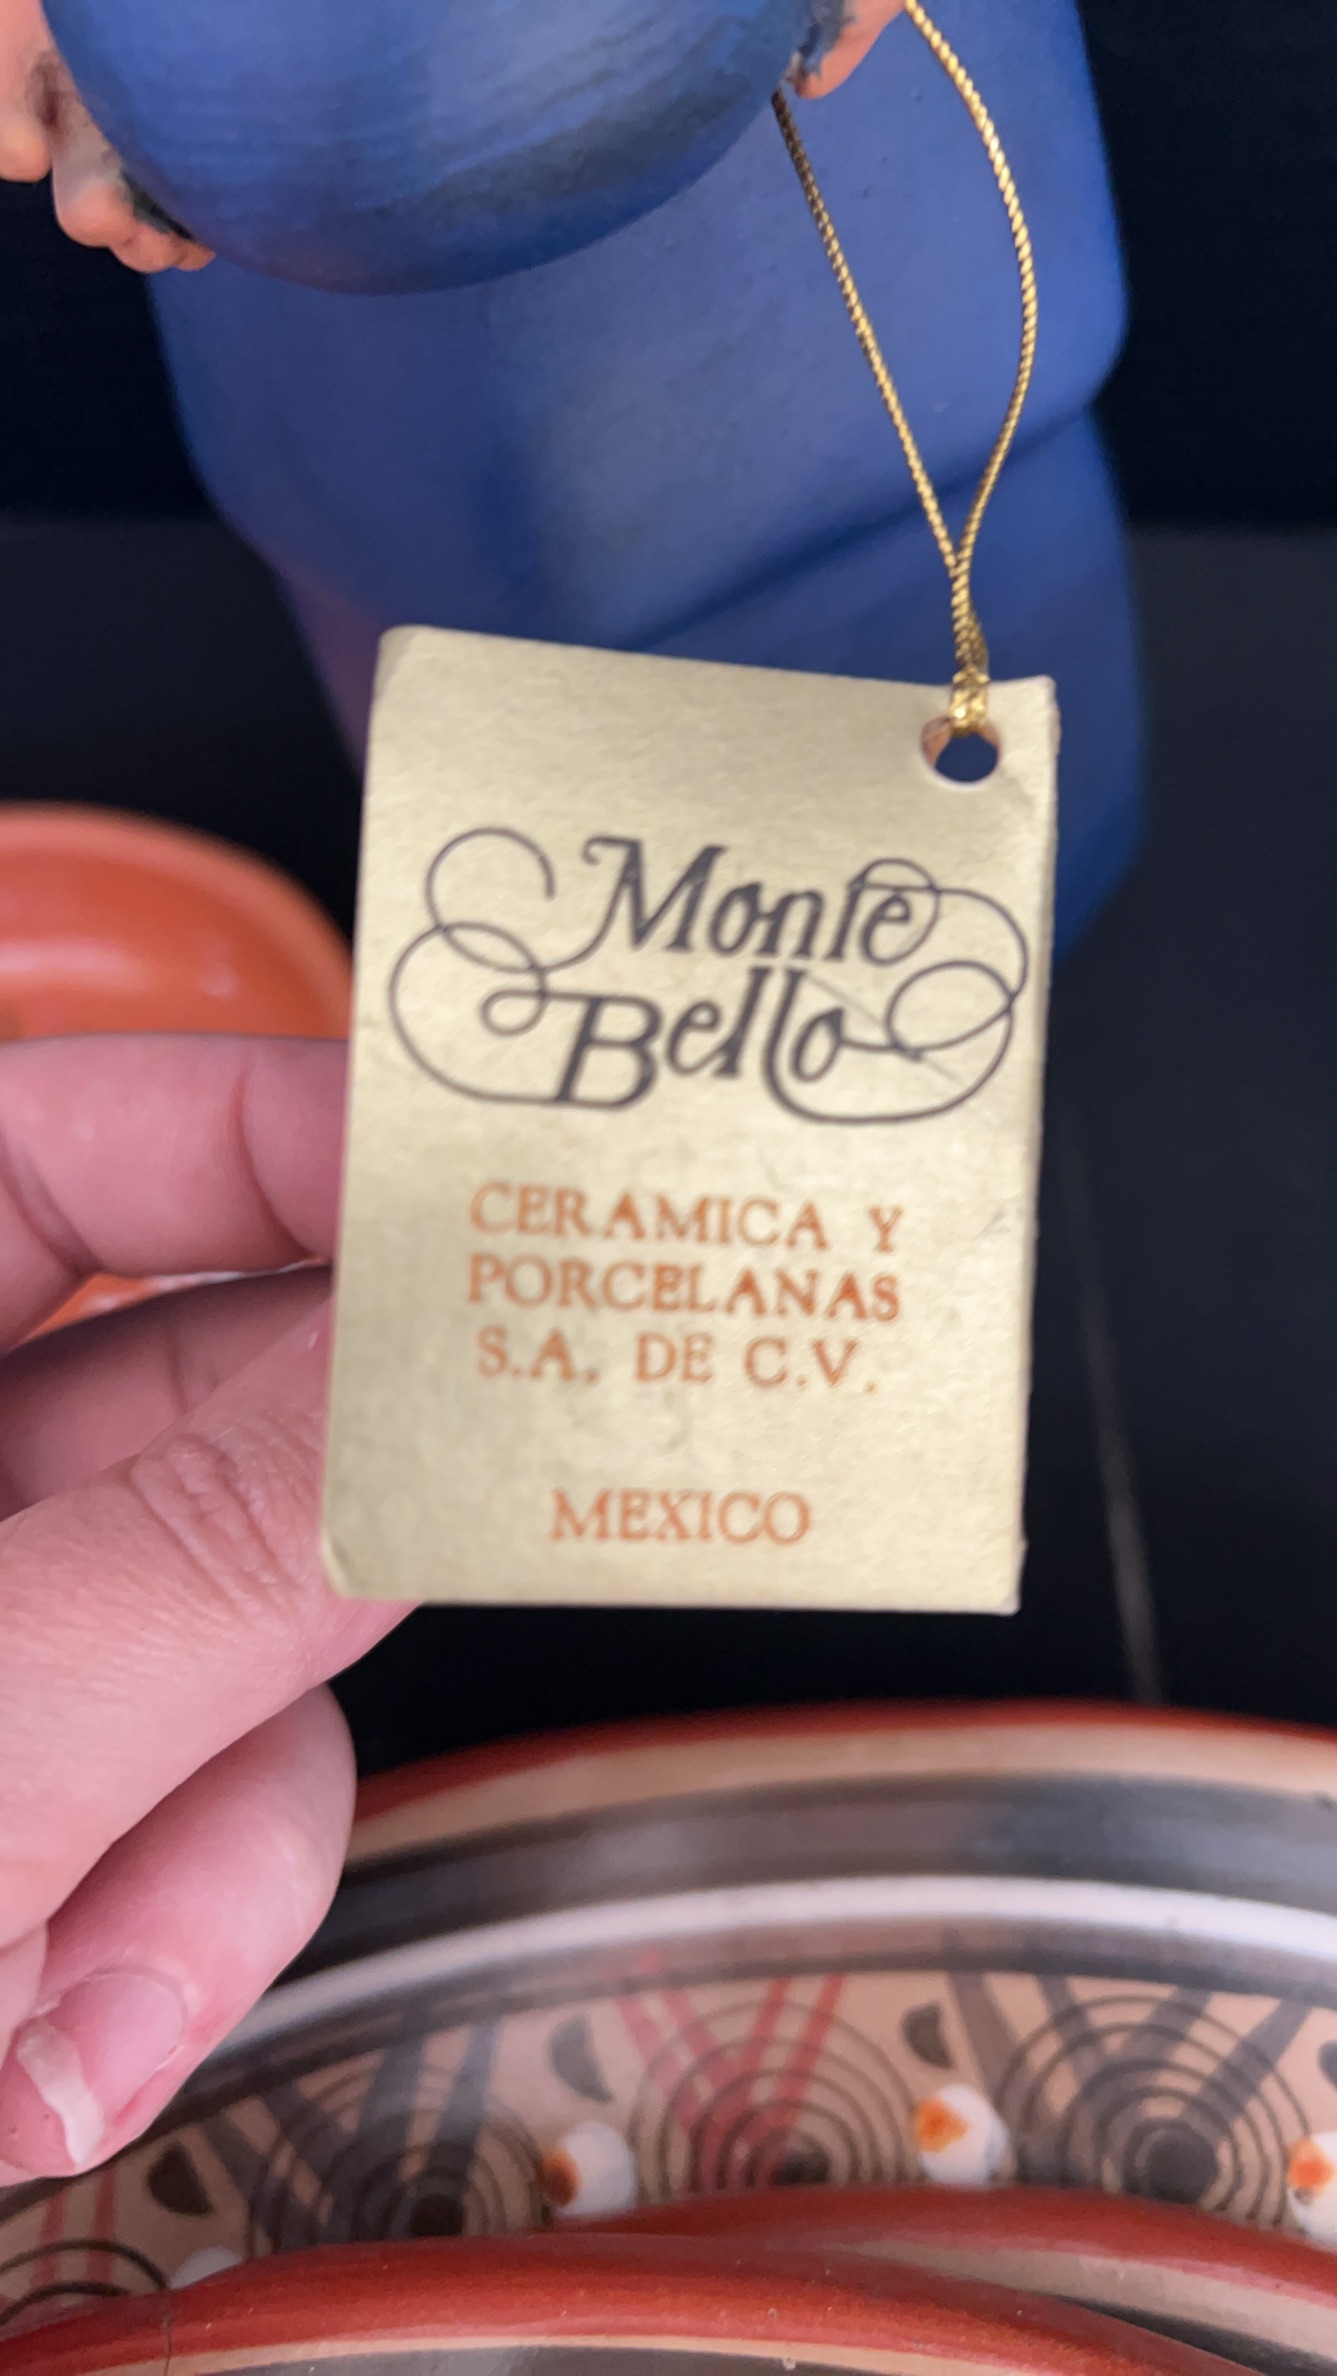 Monte
Bello
CERAMICA Y
PORCELANAS
S.A. DE C.V.
MEXICO